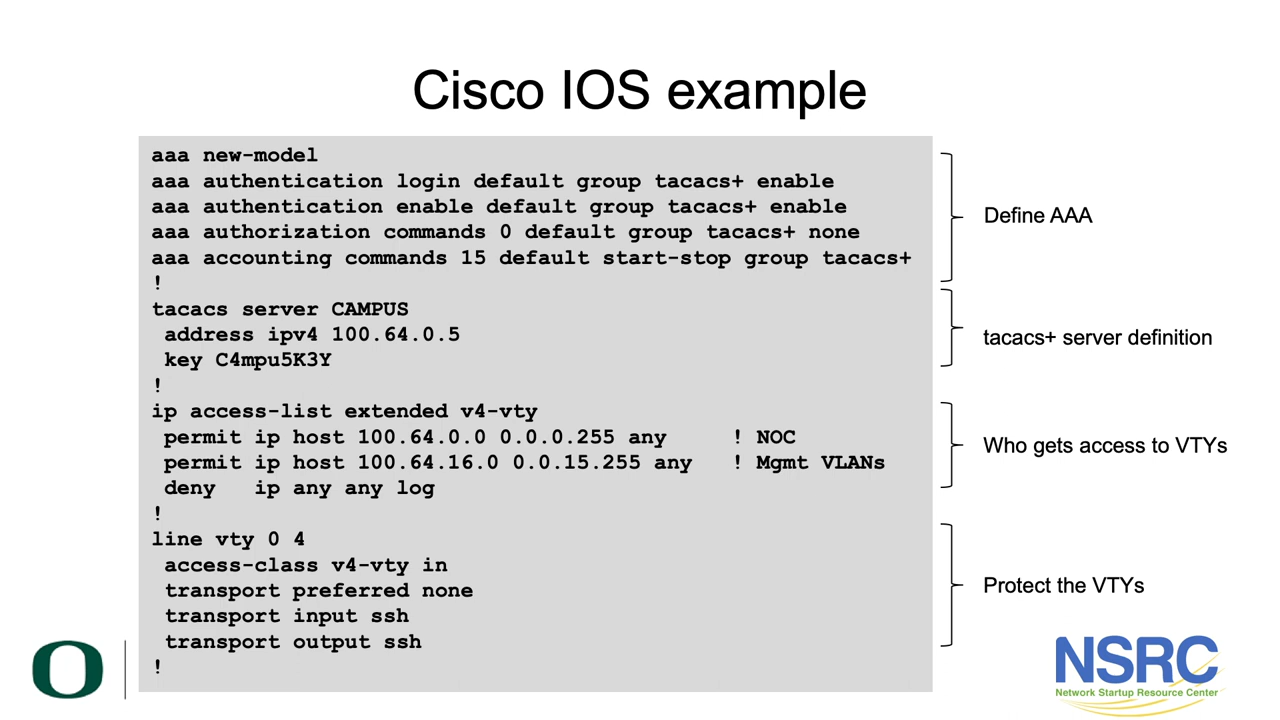 Cisco IOS example
aaa new-model
aaa authentication login default group tacacs+ enable
aaa authentication enable default group tacacs+ enable
aaa authorization commands 0 default group tacacs+ none
aaa accounting commands 15 default start-stop group tacacs+
!
tacacs server CAMPUS
 address ipv4 100.64.0.5
 key C4mpu5K3Y
!
ip access-list extended v4-vty
 permit ip host 100.64.0.0 0.0.0.255 any     ! NOC
 permit ip host 100.64.16.0 0.0.15.255 any   ! Mgmt VLANs
 deny   ip any any log
!
line vty 0 4
 access-class v4-vty in
 transport preferred none
 transport input ssh
 transport output ssh
!
Define AAA
tacacs+ server definition
Who gets access to VTYs
Protect the VTYs
O
NSRC
Network Startup Resource Center